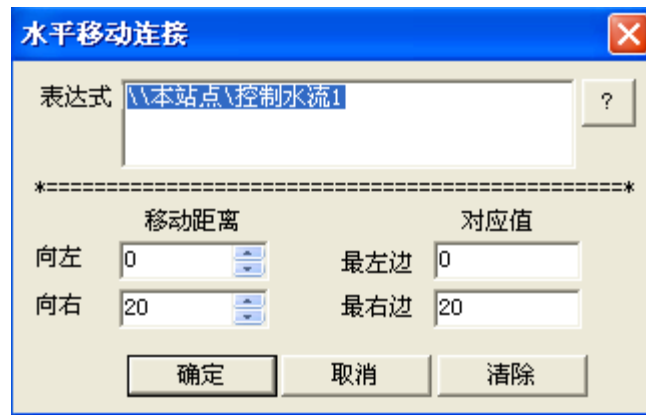 水平移动连接
表达式 \\本站点\控制水流1 ?
*==============================================*
移动距离 对应值
向左 0 最左边 0
向右 20 最右边 20
确定 取消 清除